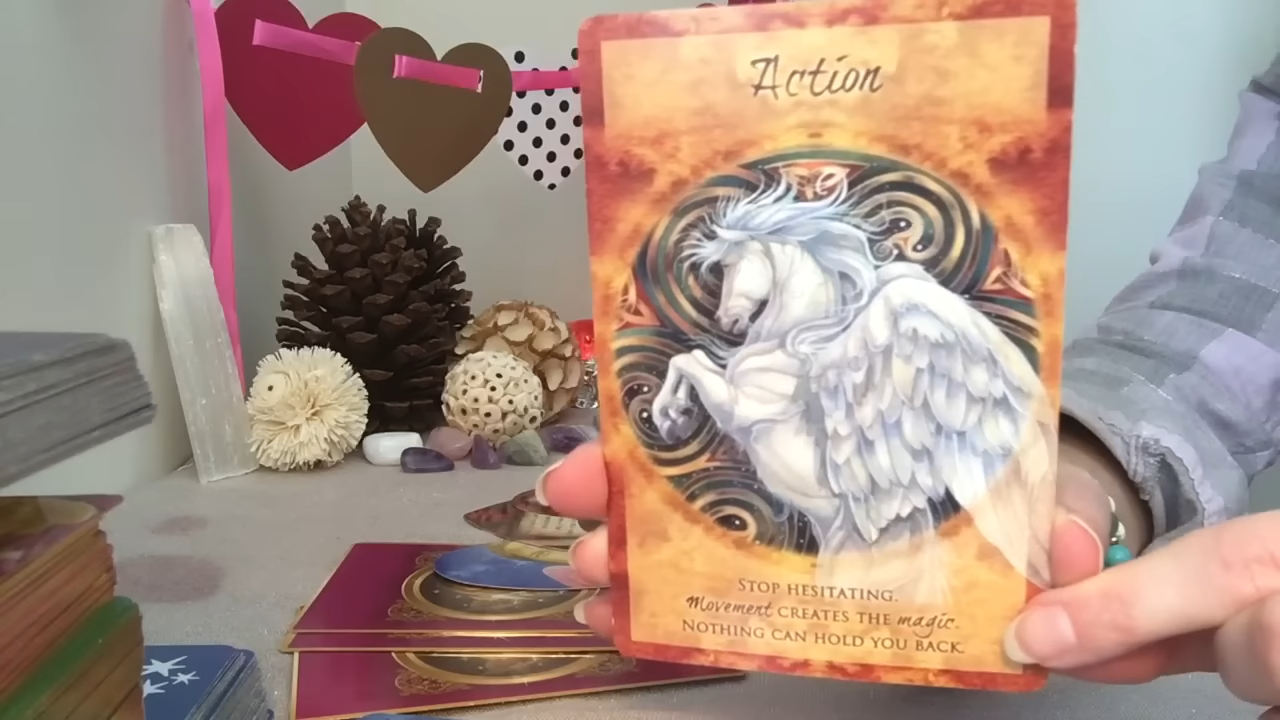 Action
STOP HESITATING.
Movement CREATES THE magic.
NOTHING CAN HOLD YOU BACK.